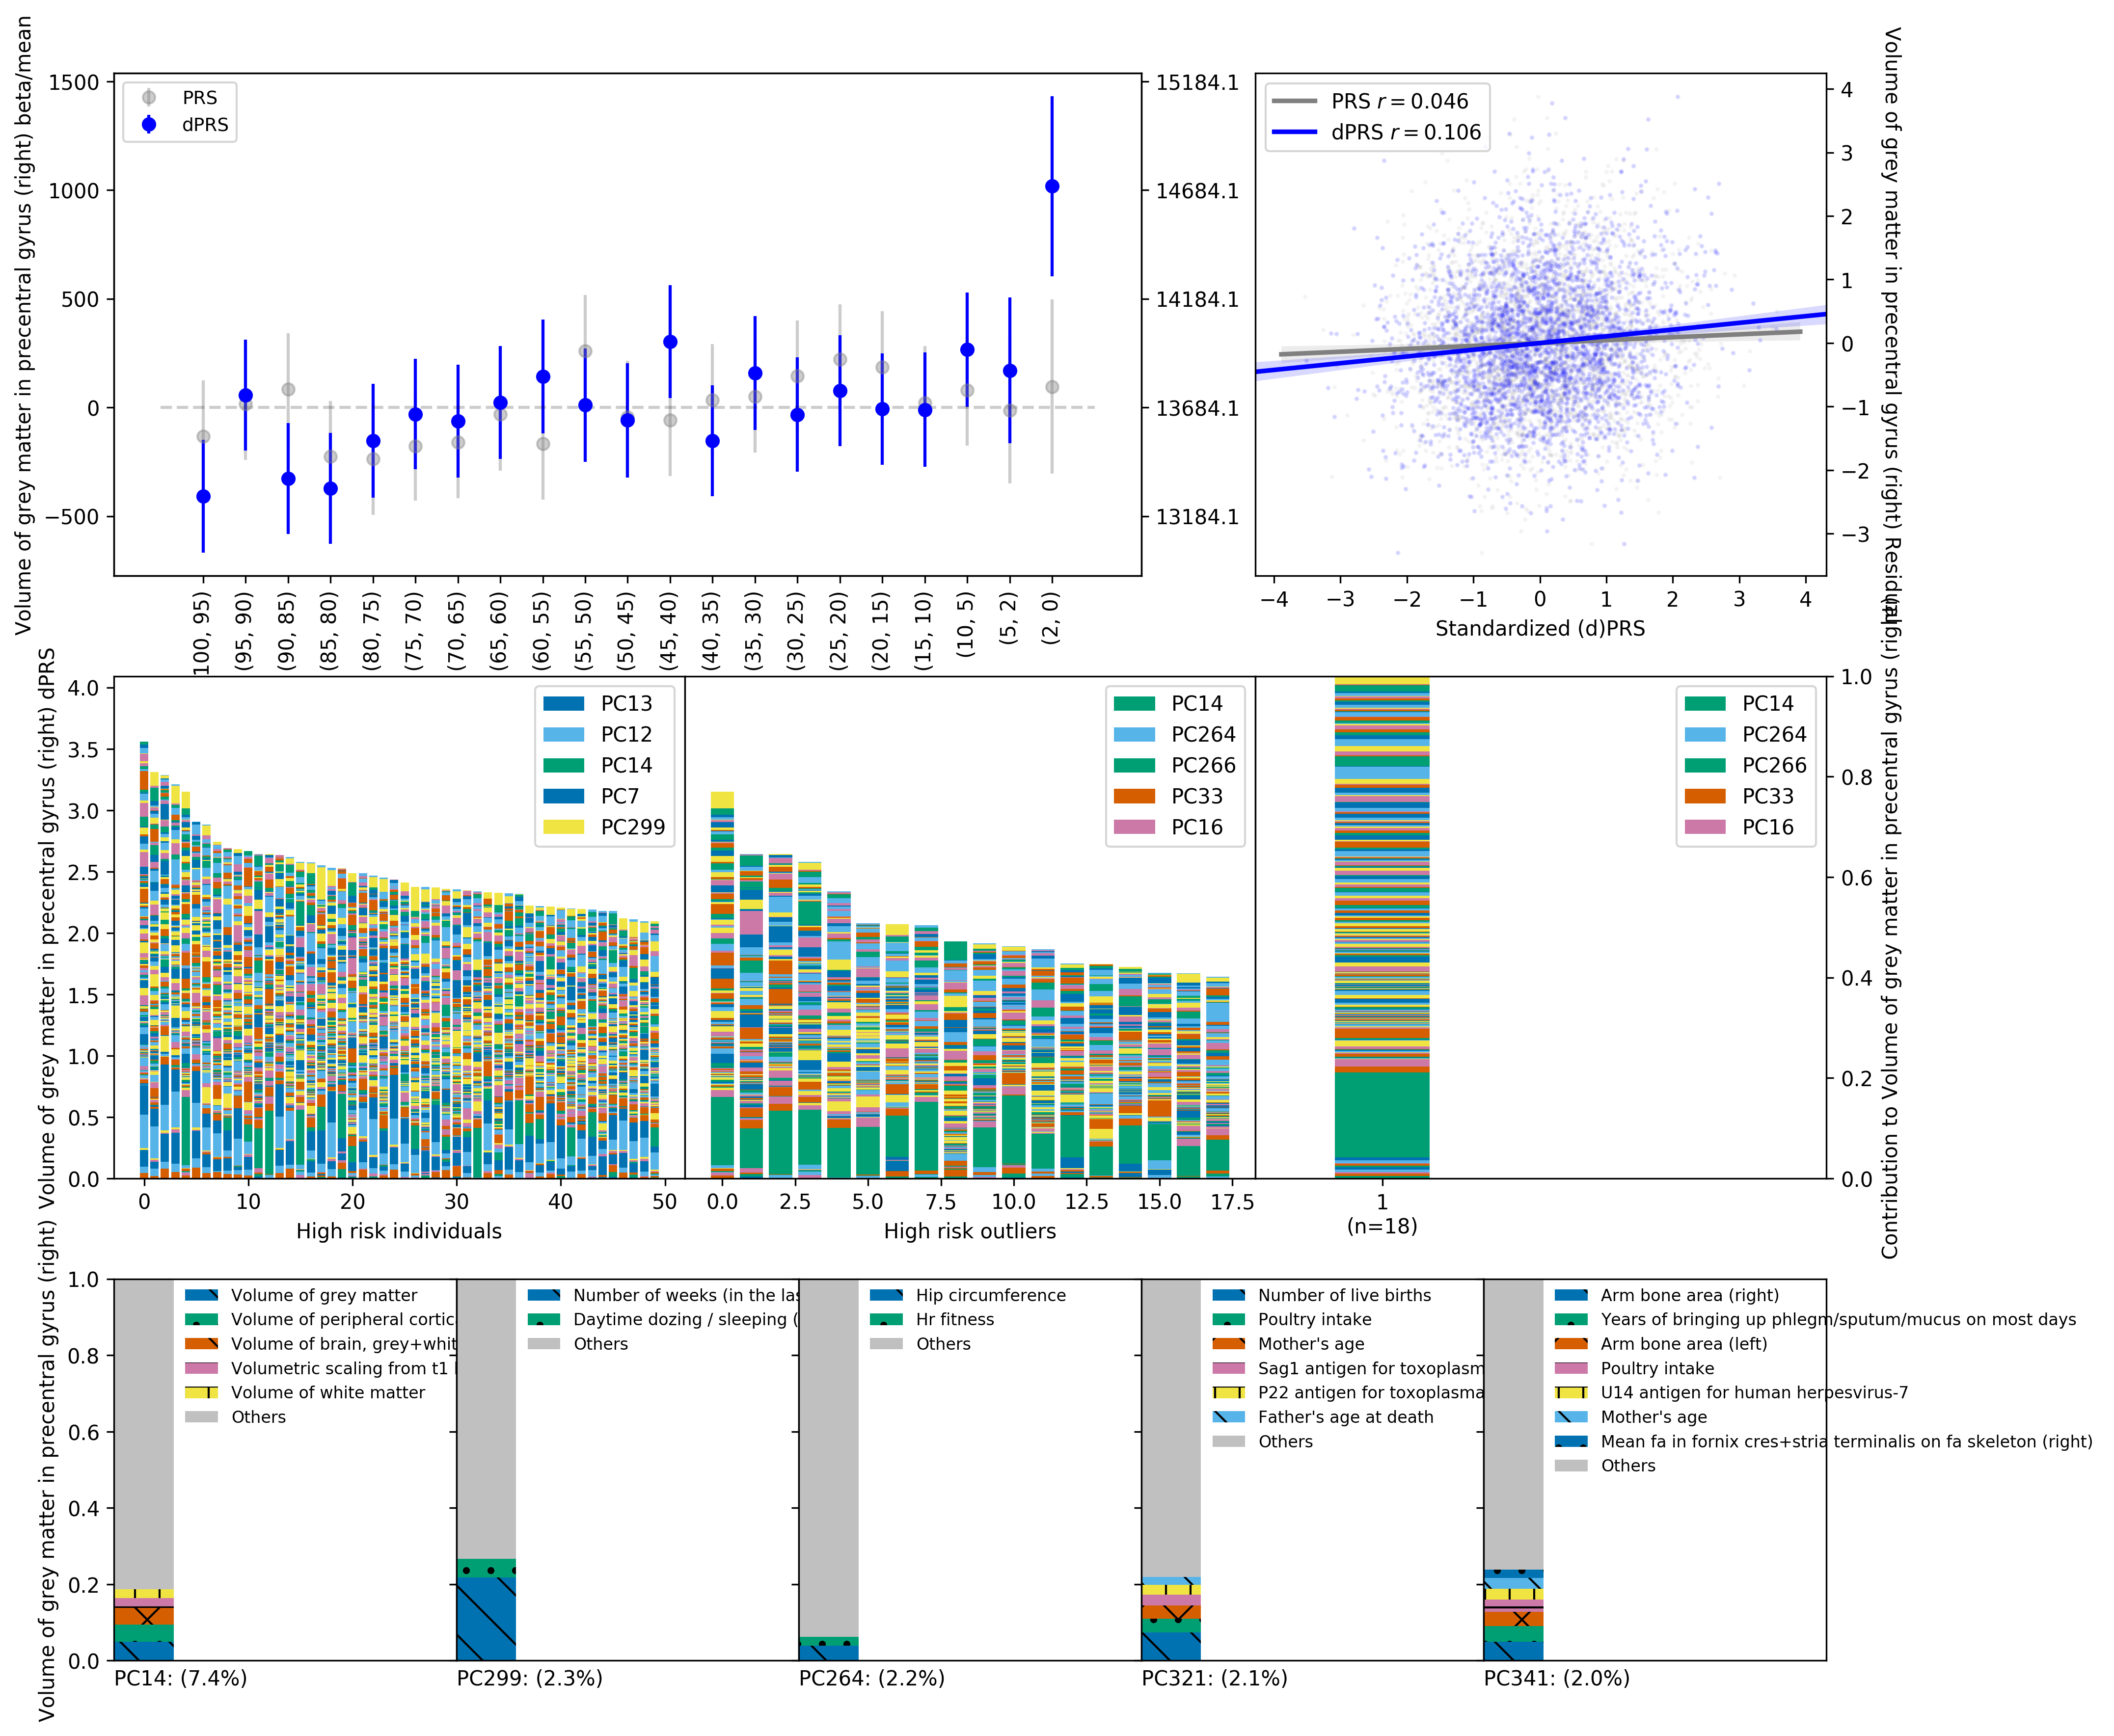 Volume of grey matter in precentral gyrus (right) beta/mean
1500
1000
500
0
−500
PRS
dPRS
15184.1
14684.1
14184.1
13684.1
13184.1
100, 95)
(95, 90)
(90, 85)
(85, 80)
(80, 75)
(75, 70)
(70, 65)
(65, 60)
(60, 55)
(55, 50)
(50, 45)
(45, 40)
(40, 35)
(35, 30)
(30, 25)
(25, 20)
(20, 15)
(15, 10)
(10, 5)
(5, 2)
(2, 0)
PRS r = 0.046
dPRS r = 0.106
4
3
2
1
0
−1
−2
−3
−4 −3 −2 −1 0 1 2 3 4
Standardized (d)PRS
Volume of grey matter in precentral gyrus (right) Residual
Volume of grey matter in precentral gyrus (right) dPRS
4.0
3.5
3.0
2.5
2.0
1.5
1.0
0.5
0.0
PC13
PC12
PC14
PC7
PC299
0 10 20 30 40 50
High risk individuals
PC14
PC264
PC266
PC33
PC16
0.0 2.5 5.0 7.5 10.0 12.5 15.0 17.5
High risk outliers
PC14
PC264
PC266
PC33
PC16
1
(n=18)
1.0
0.8
0.6
0.4
0.2
0.0
Contribution to Volume of grey matter in precentral gyrus (right)
Volume of grey matter in precentral gyrus (right)
1.0
0.8
0.6
0.4
0.2
0.0
Volume of grey matter
Volume of peripheral cortic
Volume of brain, grey+whit
Volumetric scaling from t1
Volume of white matter
Others
PC14: (7.4%)
Number of weeks (in the las
Daytime dozing / sleeping (
Others
PC299: (2.3%)
Hip circumference
Hr fitness
Others
PC264: (2.2%)
Number of live births
Poultry intake
Mother's age
Sag1 antigen for toxoplasm
P22 antigen for toxoplasma
Father's age at death
Others
PC321: (2.1%)
Arm bone area (right)
Years of bringing up phlegm/sputum/mucus on most days
Arm bone area (left)
Poultry intake
U14 antigen for human herpesvirus-7
Mother's age
Mean fa in fornix cres+stria terminalis on fa skeleton (right)
Others
PC341: (2.0%)